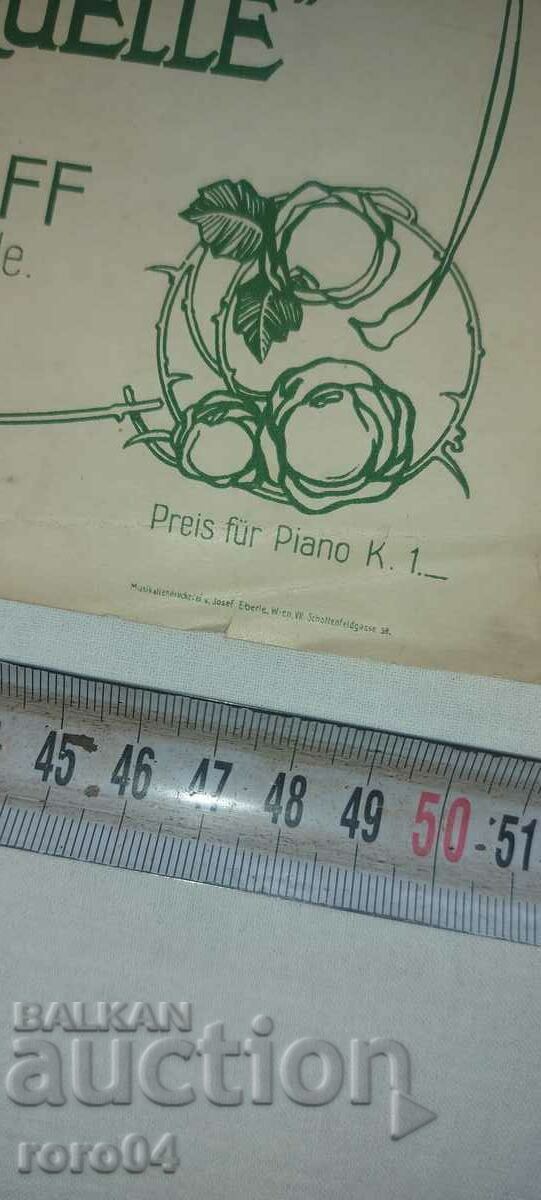 QUELLE"
FF
le.
Preis für Piano K. 1.—
Musikaliendruckerei v. Josef Eberle, Wien, VII. Schottenfeldgasse 38.
45 46 47 48 49 50 51
BALKAN
auction
roro04